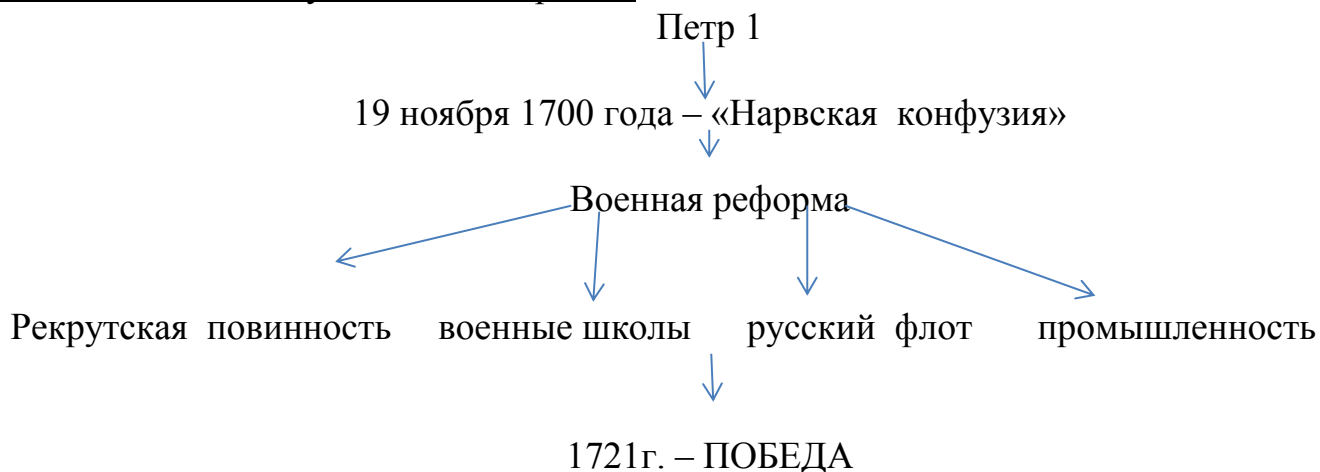 Петр 1
19 ноября 1700 года – «Нарвская конфузия»
Военная реформа
Рекрутская повинность военные школы русский флот промышленность
1721г. – ПОБЕДА